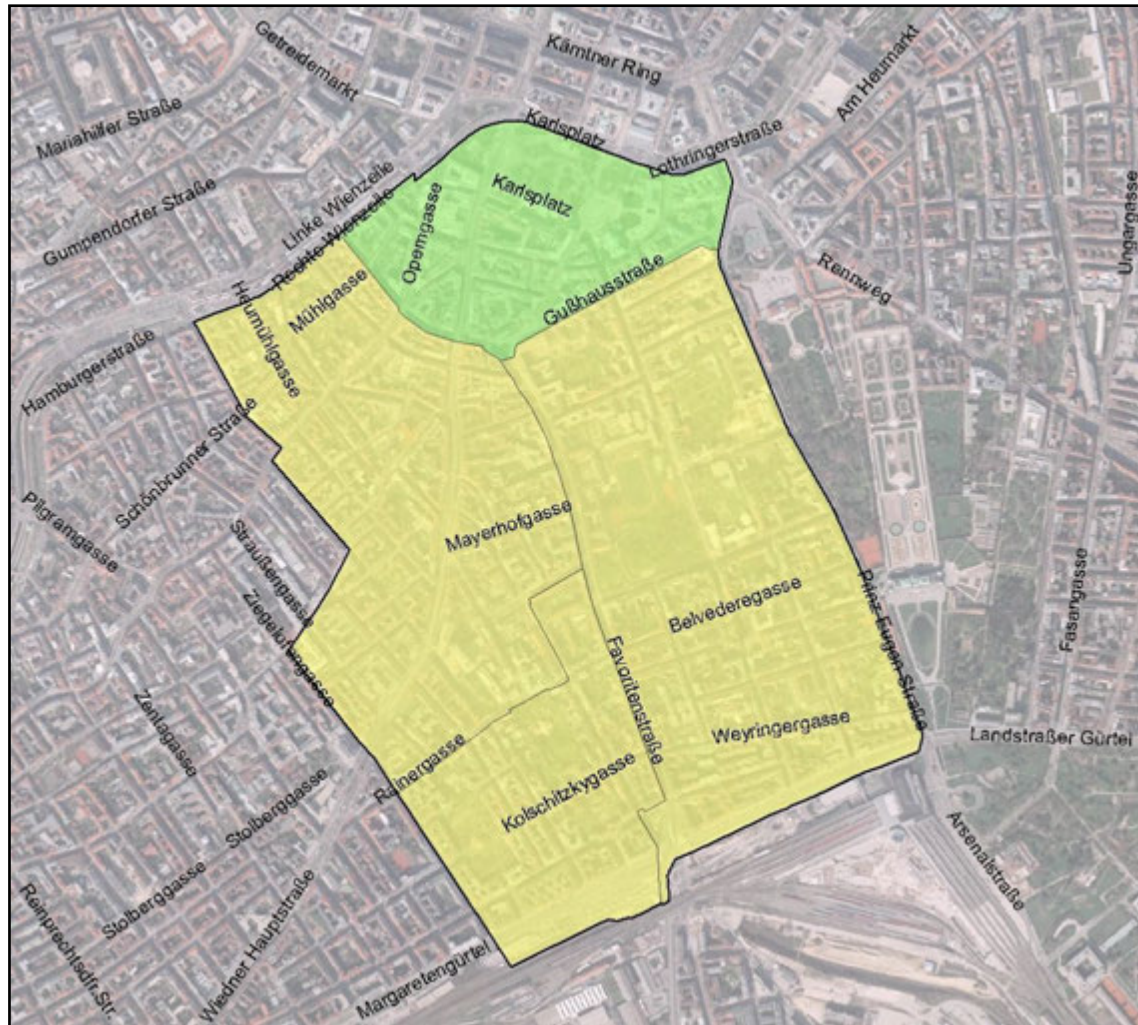 Getreidemarkt
Kärntner Ring
Am Heumarkt
Mariahilfer Straße
Karlsplatz
Lothringerstraße
Gumpendorfer Straße
Linke Wienzeile
Rechte Wienzeile
Karlsplatz
Operngasse
Ungargasse
Rennweg
Gußhausstraße
Mühlgasse
Heumühlgasse
Hamburgerstraße
Schönbrunner Straße
Pilgramgasse
Mayerhofgasse
Straußengasse
Ziegelofengasse
Belvederegasse
Prinz-Eugen-Straße
Fasangasse
Favoritenstraße
Zentagasse
Weyringergasse
Landstraßer Gürtel
Rainergasse
Kolschitzkygasse
Stolberggasse
Stolberggasse
Arsenalstraße
Reinprechtsdfr.Str.
Wiedner Hauptstraße
Margaretengürtel